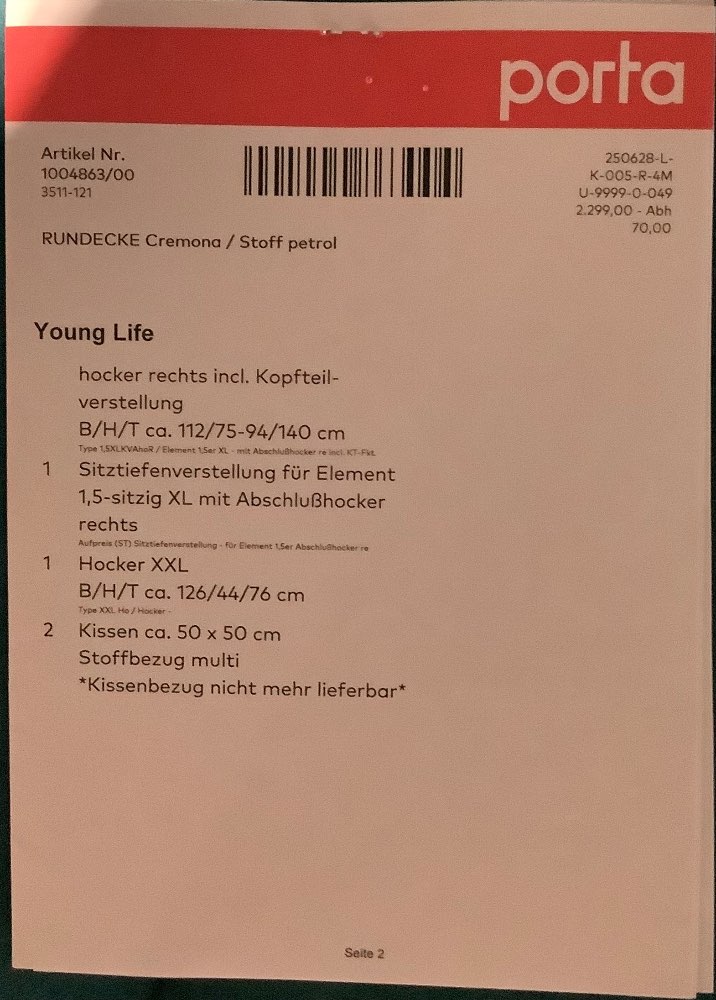 porta
Artikel Nr.
1004863/00
3511-121
250628-L-
K-005-R-4M
U-9999-0-049
2.299,00 - Abh
70,00
RUNDECKE Cremona / Stoff petrol
Young Life
hocker rechts incl. Kopfteil-
verstellung
B/H/T ca. 112/75-94/140 cm
Type 1,5XLKVAhoR / Element 1,5er XL - mit Abschlußhocker re incl. KT-Fkt.
1 Sitztiefenverstellung für Element
1,5-sitzig XL mit Abschlußhocker
rechts
Aufpreis (ST) Sitztiefenverstellung - für Element 1,5er Abschlußhocker re
1 Hocker XXL
B/H/T ca. 126/44/76 cm
Type XXL Ho / Hocker -
2 Kissen ca. 50 x 50 cm
Stoffbezug multi
*Kissenbezug nicht mehr lieferbar*
Seite 2